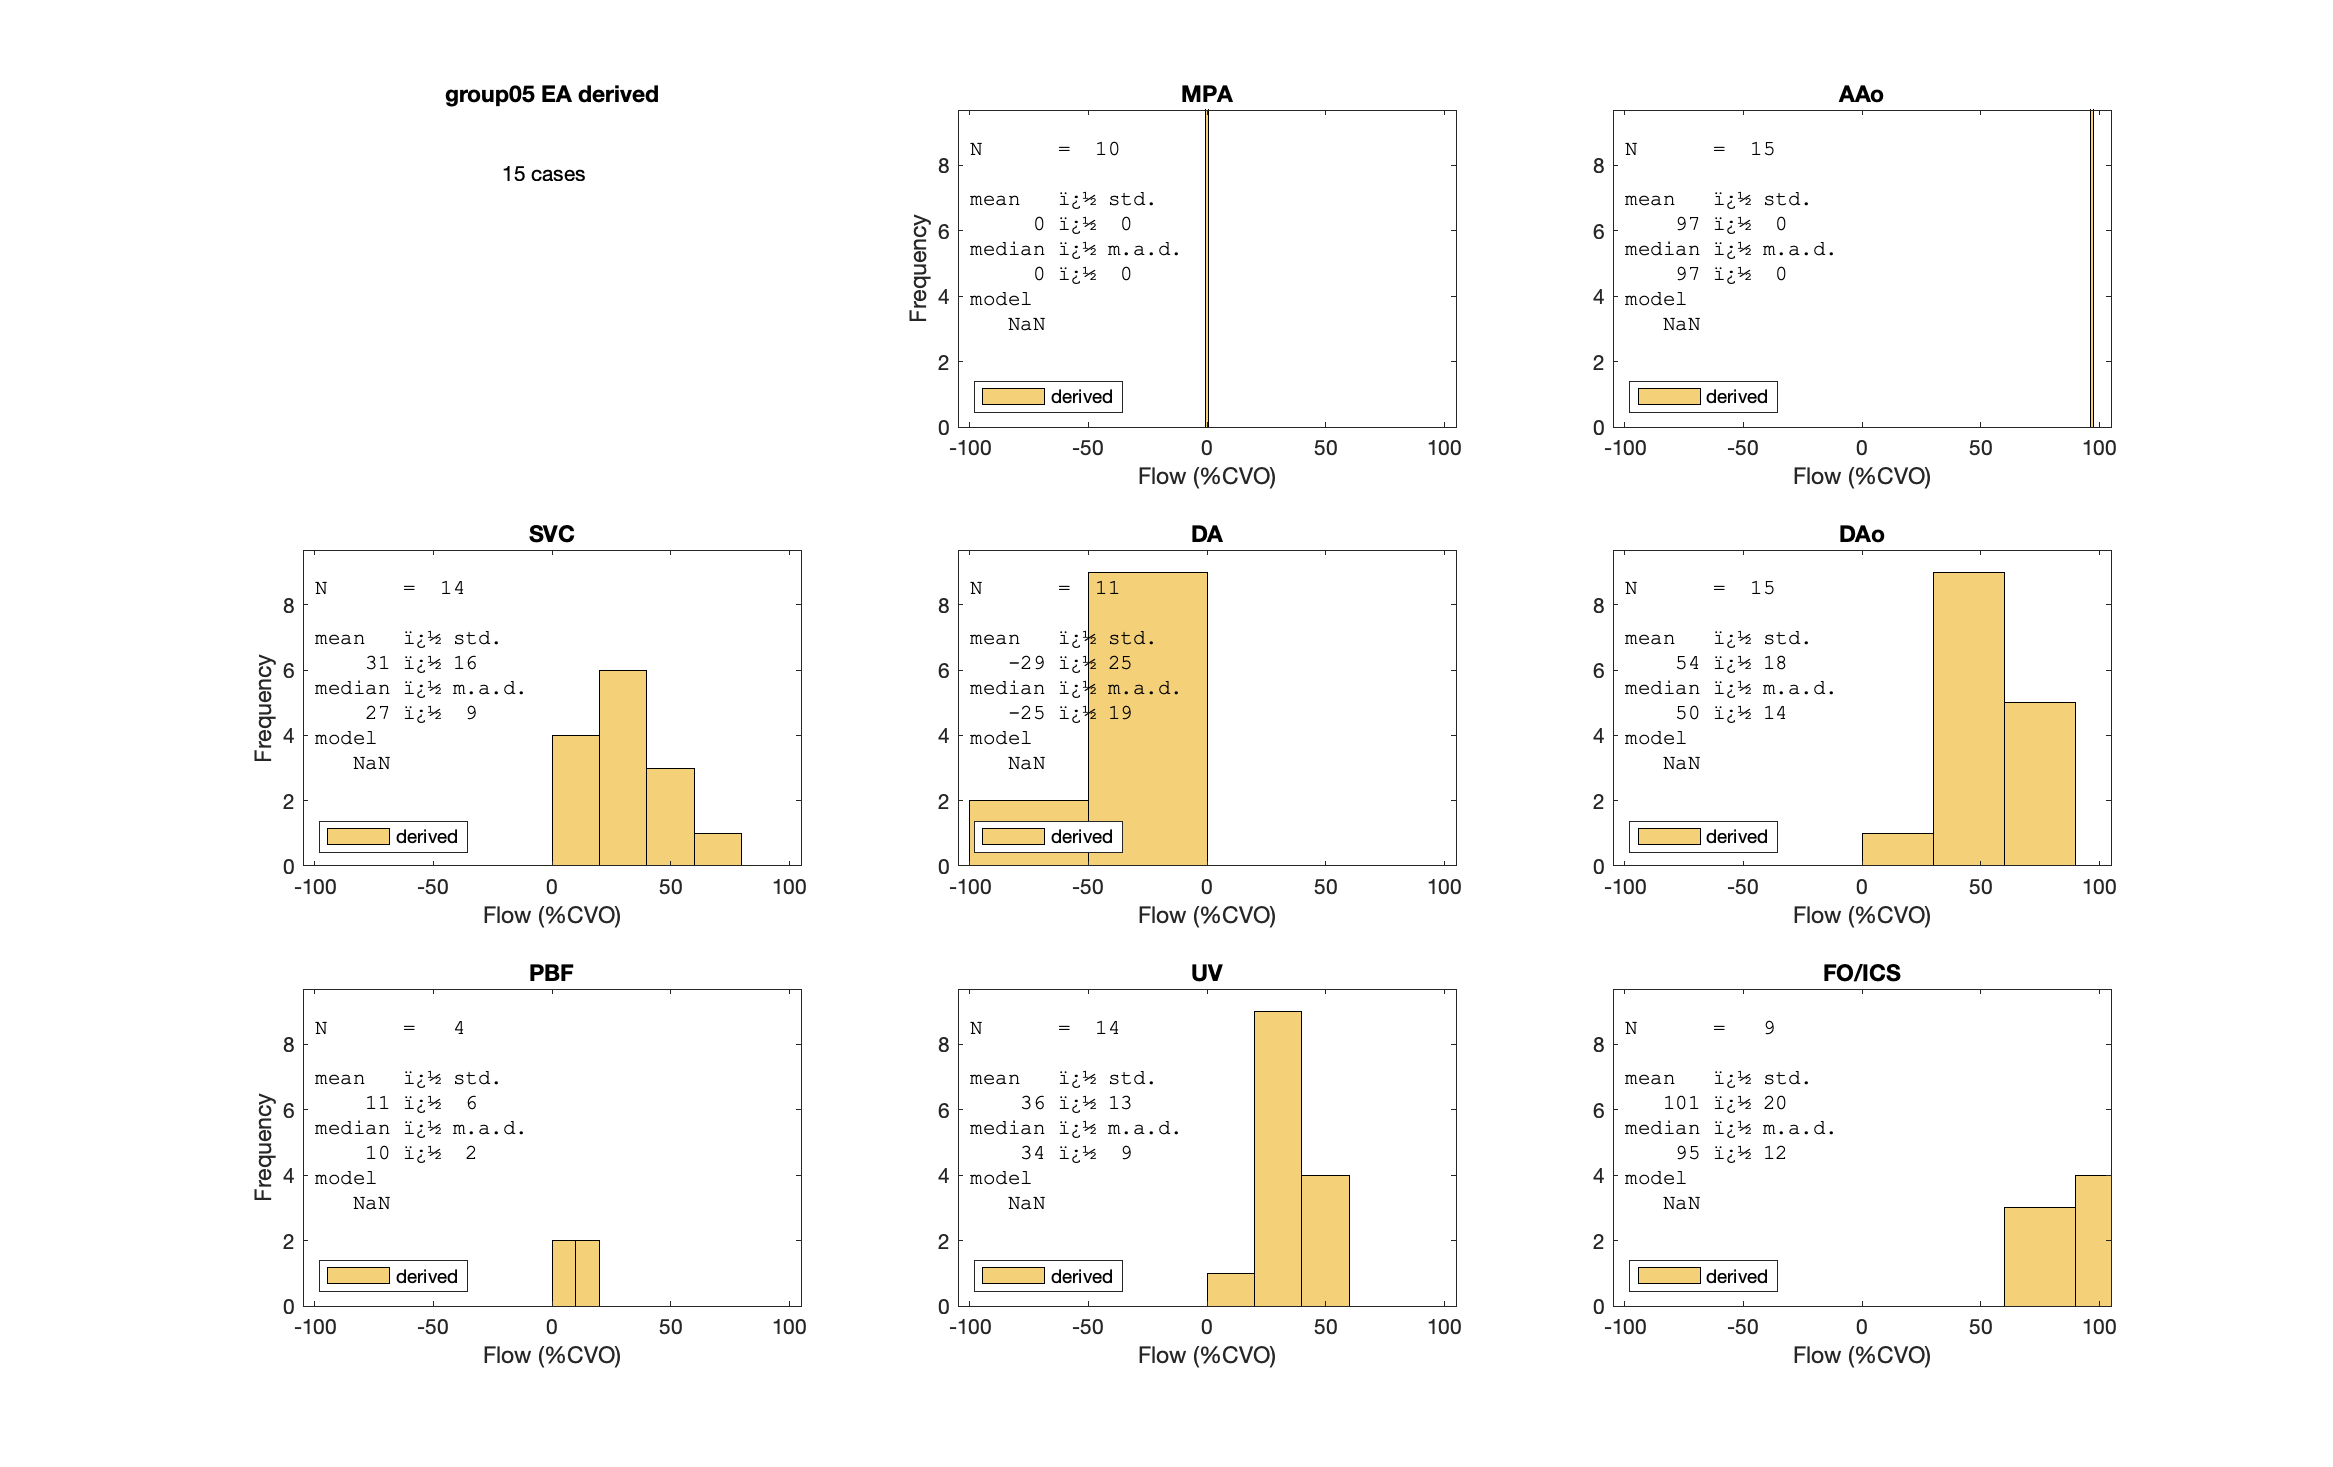 group05 EA derived
15 cases
MPA
N = 10
mean ï¿½ std.
0 ï¿½ 0
median ï¿½ m.a.d.
0 ï¿½ 0
model
NaN
derived
Frequency
0
2
4
6
8
-100 -50 0 50 100
Flow (%CVO)
AAo
N = 15
mean ï¿½ std.
97 ï¿½ 0
median ï¿½ m.a.d.
97 ï¿½ 0
model
NaN
derived
0
2
4
6
8
-100 -50 0 50 100
Flow (%CVO)
SVC
N = 14
mean ï¿½ std.
31 ï¿½ 16
median ï¿½ m.a.d.
27 ï¿½ 9
model
NaN
derived
Frequency
0
2
4
6
8
-100 -50 0 50 100
Flow (%CVO)
DA
N = 11
mean ï¿½ std.
-29 ï¿½ 25
median ï¿½ m.a.d.
-25 ï¿½ 19
model
NaN
derived
0
2
4
6
8
-100 -50 0 50 100
Flow (%CVO)
DAo
N = 15
mean ï¿½ std.
54 ï¿½ 18
median ï¿½ m.a.d.
50 ï¿½ 14
model
NaN
derived
0
2
4
6
8
-100 -50 0 50 100
Flow (%CVO)
PBF
N = 4
mean ï¿½ std.
11 ï¿½ 6
median ï¿½ m.a.d.
10 ï¿½ 2
model
NaN
derived
Frequency
0
2
4
6
8
-100 -50 0 50 100
Flow (%CVO)
UV
N = 14
mean ï¿½ std.
36 ï¿½ 13
median ï¿½ m.a.d.
34 ï¿½ 9
model
NaN
derived
0
2
4
6
8
-100 -50 0 50 100
Flow (%CVO)
FO/ICS
N = 9
mean ï¿½ std.
101 ï¿½ 20
median ï¿½ m.a.d.
95 ï¿½ 12
model
NaN
derived
0
2
4
6
8
-100 -50 0 50 100
Flow (%CVO)